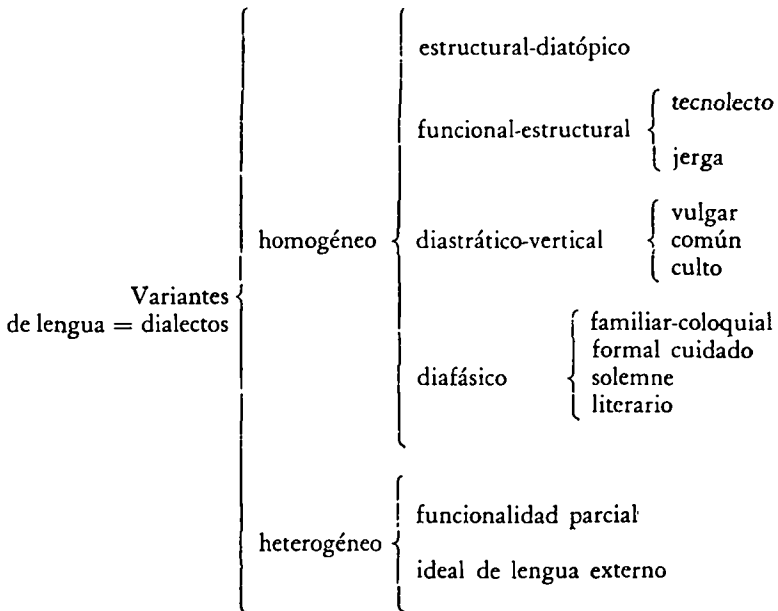 estructural-diatópico
tecnolecto
funcional-estructural
jerga
vulgar
homogéneo diastrático-vertical común
culto
Variantes
de lengua = dialectos
familiar-coloquial
formal cuidado
diafásico solemne
literario
funcionalidad parcial
heterogéneo
ideal de lengua externo